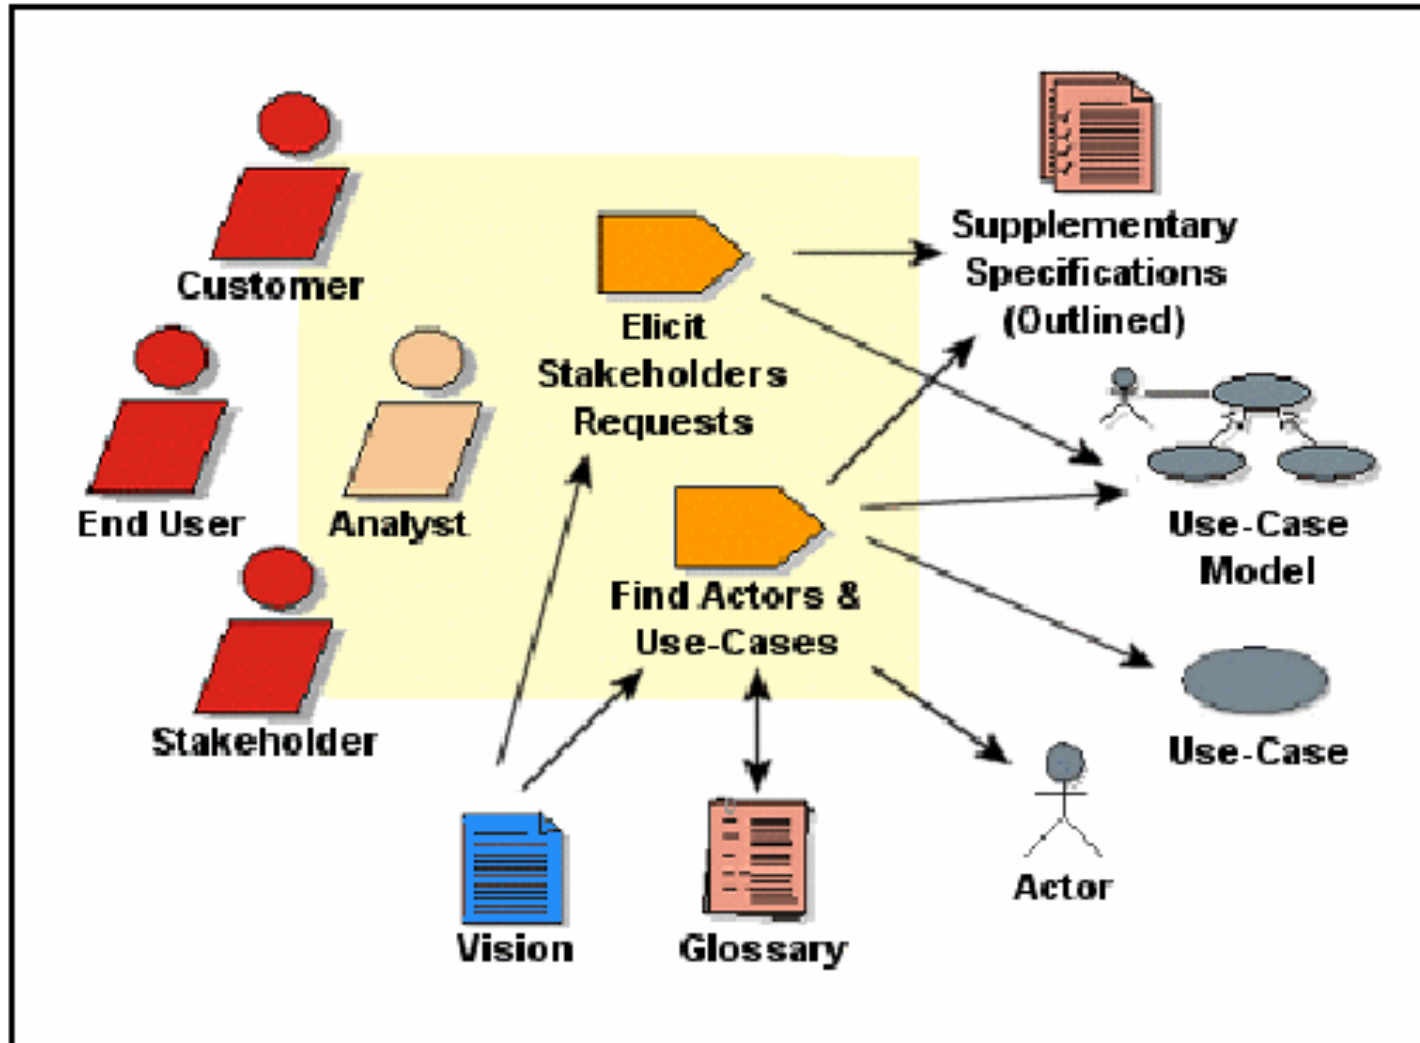 Customer
End User
Analyst
Stakeholder
Elicit
Stakeholders
Requests
Find Actors &
Use-Cases
Supplementary
Specifications
(Outlined)
Use-Case
Model
Use-Case
Actor
Vision
Glossary